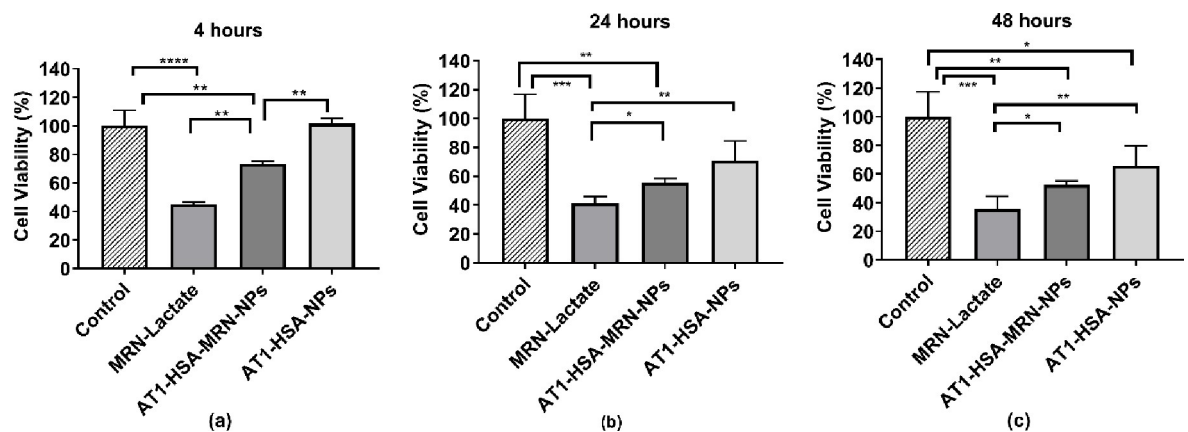 4 hours
****
**
**
**
Cell Viability (%)
140
120
100
80
60
40
20
0
Control
MRN-Lactate
AT1-HSA-MRN-NPs
AT1-HSA-NPs
(a)
24 hours
**
***
**
*
Cell Viability (%)
140
120
100
80
60
40
20
0
Control
MRN-Lactate
AT1-HSA-MRN-NPs
AT1-HSA-NPs
(b)
48 hours
*
**
***
**
*
Cell Viability (%)
140
120
100
80
60
40
20
0
Control
MRN-Lactate
AT1-HSA-MRN-NPs
AT1-HSA-NPs
(c)